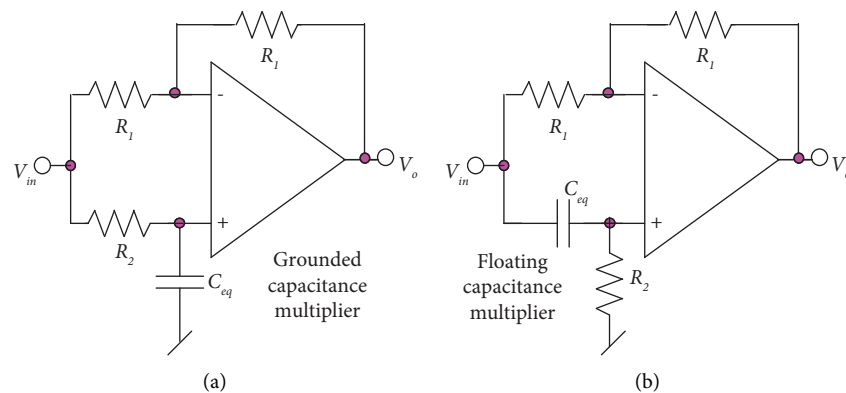 R1
R1
R1
R1
-
-
Vin
Vo
Vin
Ceq
+
+
R2
Ceq
Grounded
capacitance
multiplier
Floating
capacitance
multiplier
R2
(a)
(b)